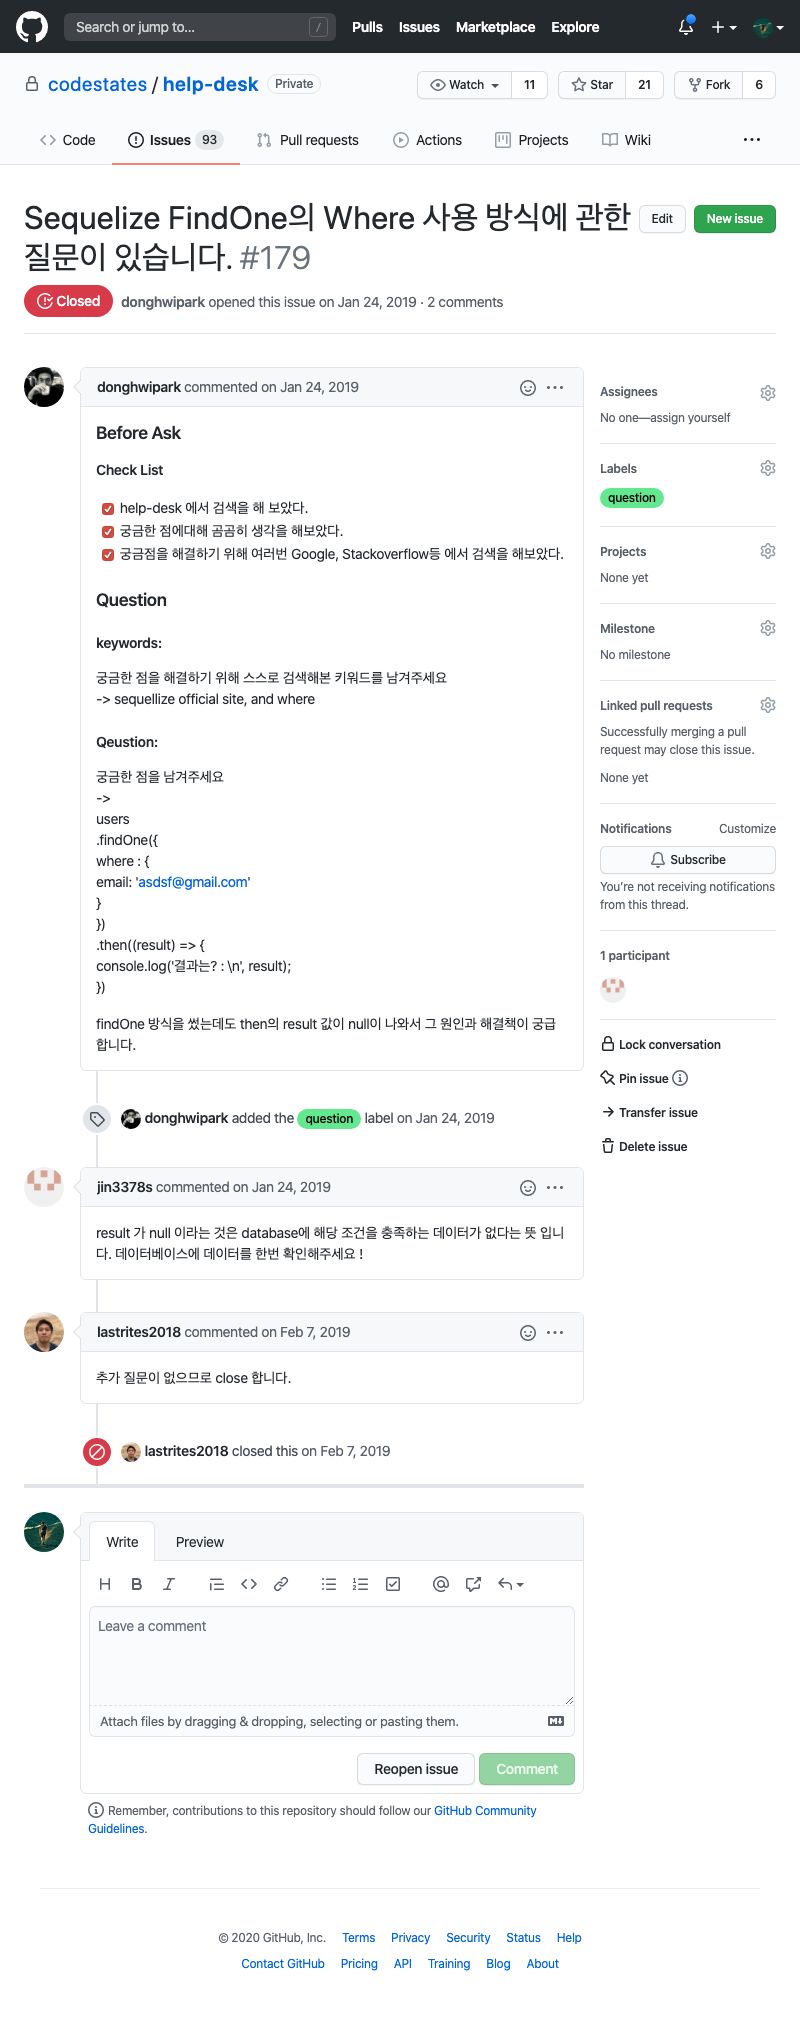 Search or jump to...
/
Pulls
Issues
Marketplace
Explore
codestates / help-desk
Private
Watch 11
Star 21
Fork 6
Code
Issues 93
Pull requests
Actions
Projects
Wiki
Sequelize FindOne의 Where 사용 방식에 관한
질문이 있습니다. #179
Edit
New issue
Closed
donghwipark opened this issue on Jan 24, 2019 · 2 comments
donghwipark commented on Jan 24, 2019
Before Ask
Check List
help-desk 에서 검색을 해 보았다.
궁금한 점에대해 곰곰히 생각을 해보았다.
궁금점을 해결하기 위해 여러번 Google, Stackoverflow등 에서 검색을 해보았다.
Question
keywords:
궁금한 점을 해결하기 위해 스스로 검색해본 키워드를 남겨주세요
-> sequellize official site, and where
Qeustion:
궁금한 점을 남겨주세요
->
users
.findOne({
where : {
email: 'asdsf@gmail.com'
}
})
.then((result) => {
console.log('결과는? : \n', result);
})
findOne 방식을 썼는데도 then의 result 값이 null이 나와서 그 원인과 해결책이 궁급
합니다.
Assignees
No one—assign yourself
Labels
question
Projects
None yet
Milestone
No milestone
Linked pull requests
Successfully merging a pull
request may close this issue.
None yet
Notifications
Customize
Subscribe
You're not receiving notifications
from this thread.
1 participant
Lock conversation
Pin issue
Transfer issue
Delete issue
donghwipark added the question label on Jan 24, 2019
jin3378s commented on Jan 24, 2019
result 가 null 이라는 것은 database에 해당 조건을 충족하는 데이터가 없다는 뜻 입니
다. 데이터베이스에 데이터를 한번 확인해주세요 !
lastrites2018 commented on Feb 7, 2019
추가 질문이 없으므로 close 합니다.
lastrites2018 closed this on Feb 7, 2019
Write
Preview
Leave a comment
Attach files by dragging & dropping, selecting or pasting them.
Reopen issue
Comment
Remember, contributions to this repository should follow our GitHub Community
Guidelines.
© 2020 GitHub, Inc.
Terms
Privacy
Security
Status
Help
Contact GitHub
Pricing
API
Training
Blog
About